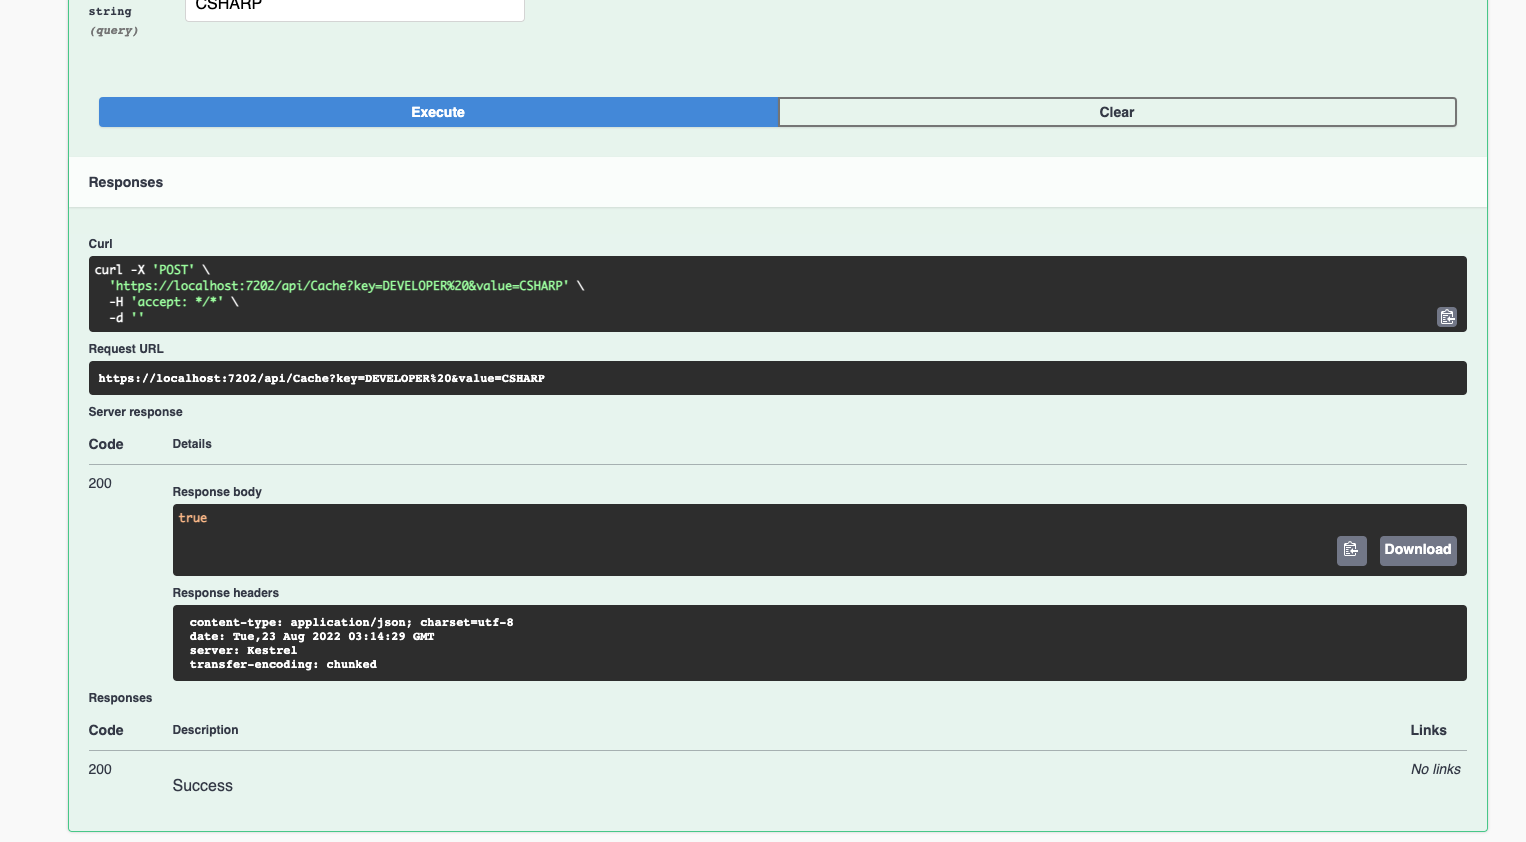 string
CSHARP
(query)
Execute
Clear
Responses
Curl
curl -X 'POST' \
'https://localhost:7202/api/Cache?key=DEVELOPER%20&value=CSHARP' \
-H 'accept: */*' \
-d ''
Request URL
https://localhost:7202/api/Cache?key=DEVELOPER%20&value=CSHARP
Server response
Code Details
200
Response body
true
Download
Response headers
content-type: application/json; charset=utf-8
date: Tue,23 Aug 2022 03:14:29 GMT
server: Kestrel
transfer-encoding: chunked
Responses
Code Description Links
200 No links
Success